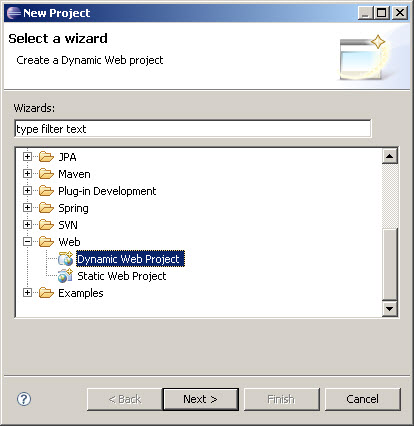 New Project
Select a wizard
Create a Dynamic Web project
Wizards:
type filter text
JPA
Maven
Plug-in Development
Spring
SVN
Web
Dynamic Web Project
Static Web Project
Examples
? < Back Next > Finish Cancel